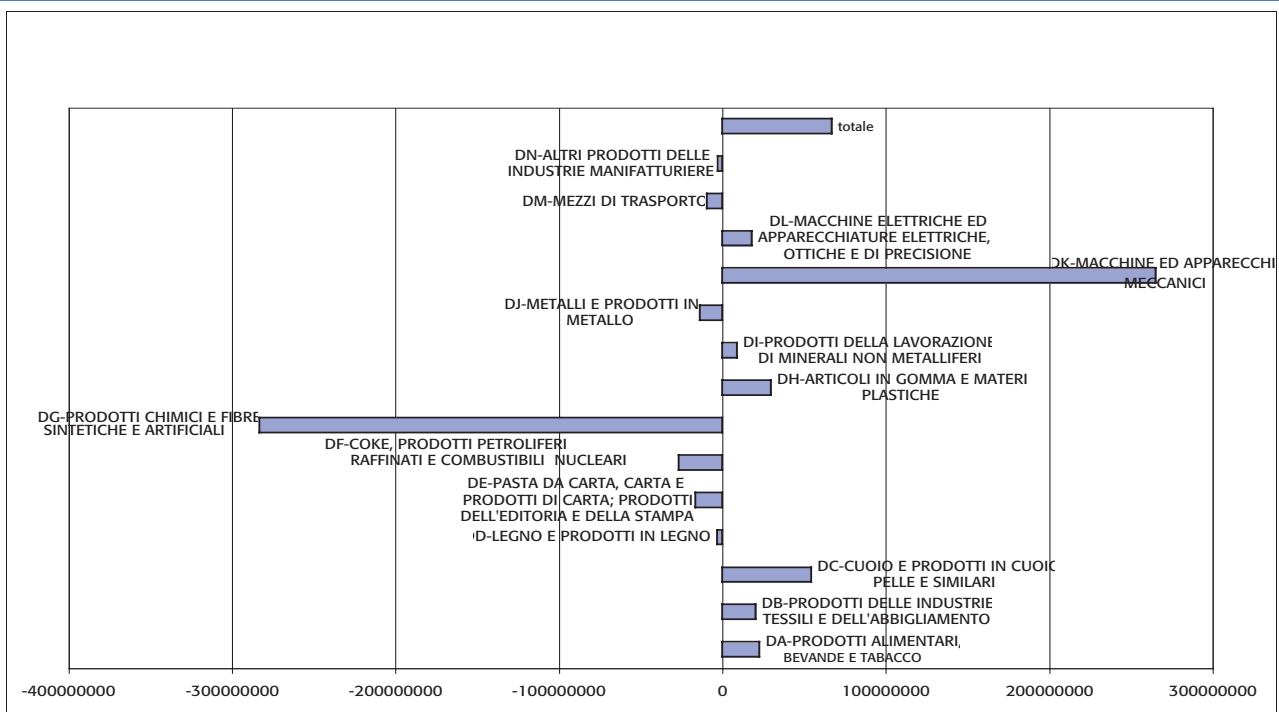 totale
DN-ALTRI PRODOTTI DELLE
INDUSTRIE MANIFATTURIERE
DM-MEZZI DI TRASPORTO
DL-MACCHINE ELETTRICHE ED
APPARECCHIATURE ELETTRICHE,
OTTICHE E DI PRECISIONE
DK-MACCHINE ED APPARECCHI
MECCANICI
DJ-METALLI E PRODOTTI IN
METALLO
DI-PRODOTTI DELLA LAVORAZIONE
DI MINERALI NON METALLIFERI
DH-ARTICOLI IN GOMMA E MATERI
PLASTICHE
DG-PRODOTTI CHIMICI E FIBRE
SINTETICHE E ARTIFICIALI
DF-COKE, PRODOTTI PETROLIFERI
RAFFINATI E COMBUSTIBILI NUCLEARI
DE-PASTA DA CARTA, CARTA E
PRODOTTI DI CARTA; PRODOTTI
DELL'EDITORIA E DELLA STAMPA
DD-LEGNO E PRODOTTI IN LEGNO
DC-CUOIO E PRODOTTI IN CUOIO
PELLE E SIMILARI
DB-PRODOTTI DELLE INDUSTRIE
TESSILI E DELL'ABBIGLIAMENTO
DA-PRODOTTI ALIMENTARI,
BEVANDE E TABACCO
-400000000 -300000000 -200000000 -100000000 0 100000000 200000000 300000000